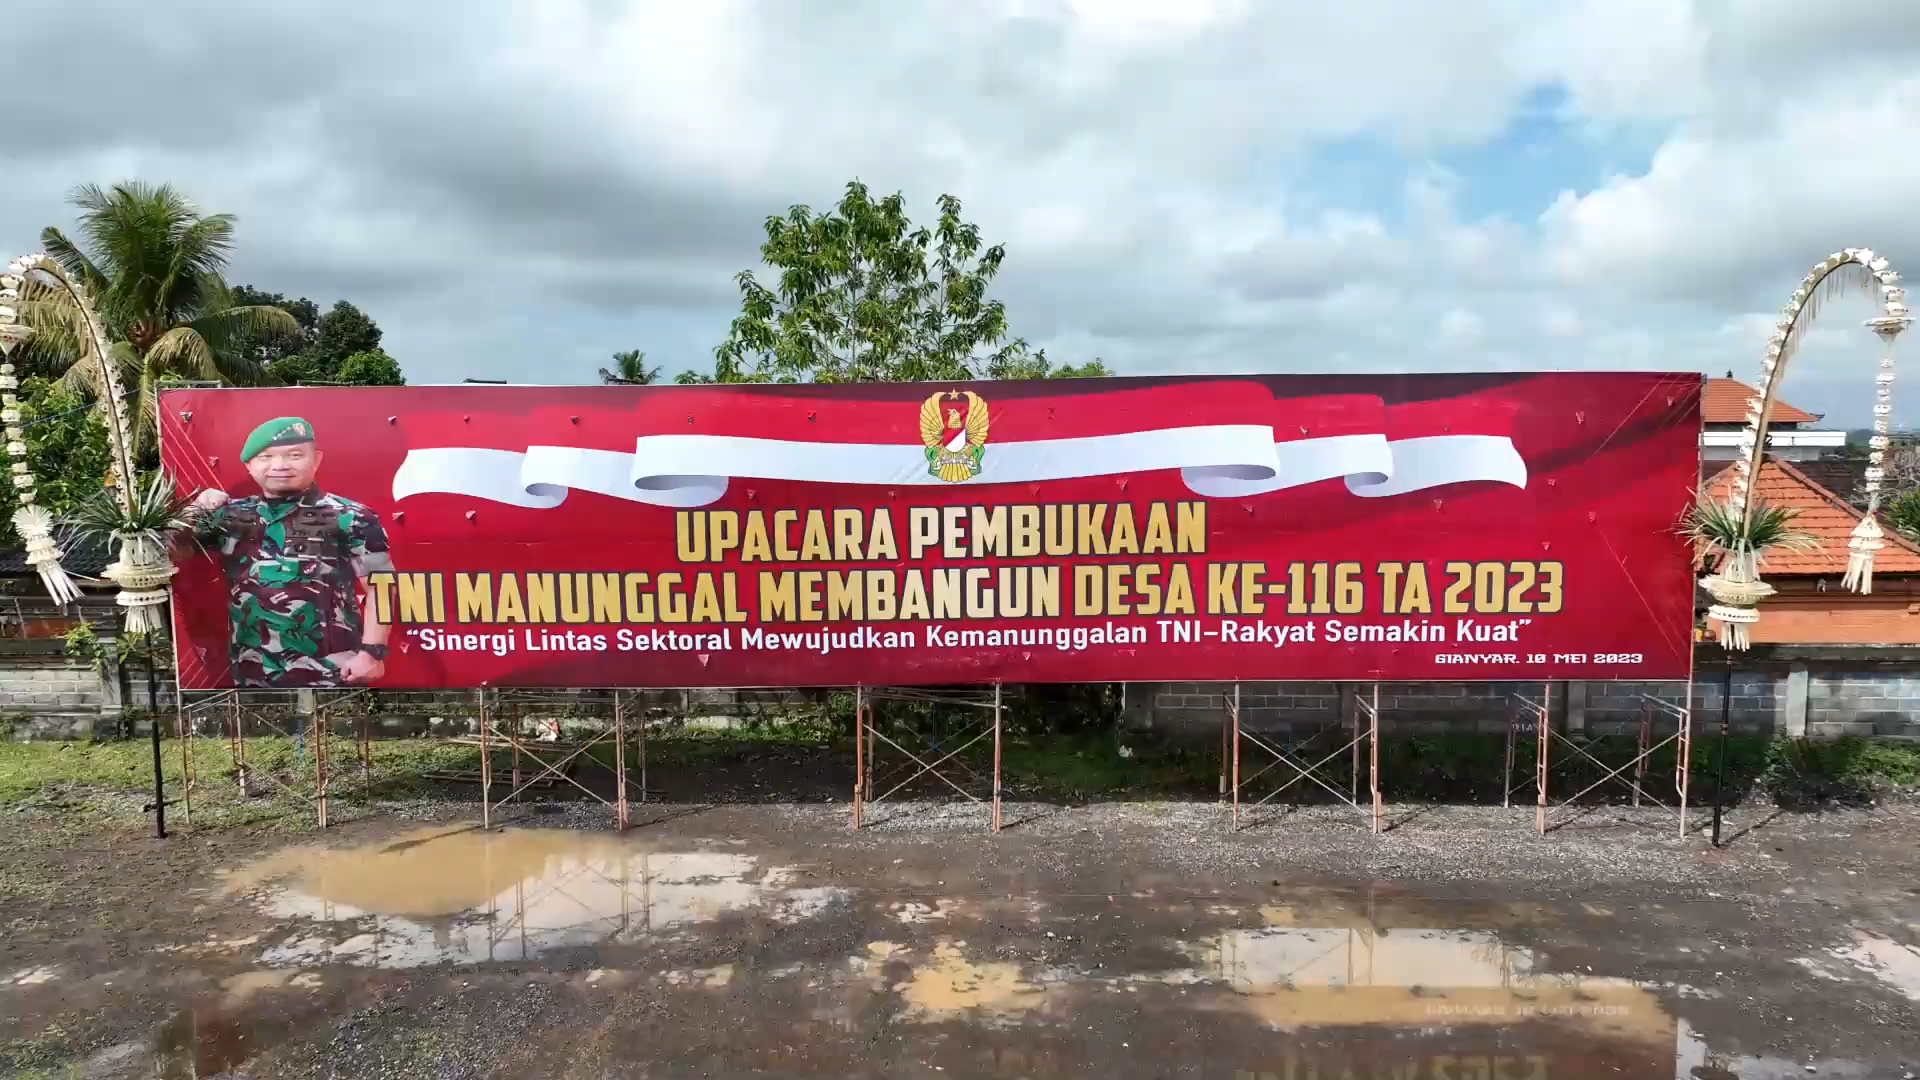 UPACARA PEMBUKAAN
TNI MANUNGGAL MEMBANGUN DESA KE-116 TA 2023
"Sinergi Lintas Sektoral Mewujudkan Kemanunggalan TNI-Rakyat Semakin Kuat"
GIANYAR, 10 MEI 2023